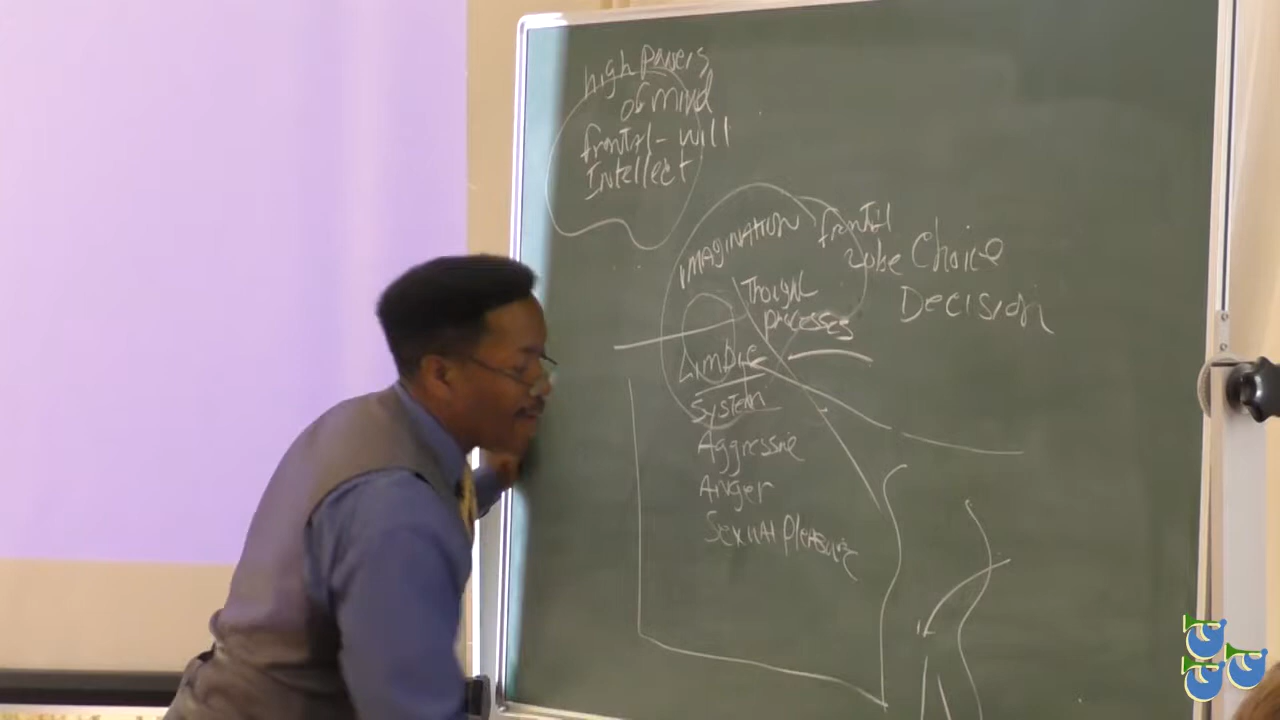 high powers
of mind
frontal - will
Intellect
IMAGINATION
frontal
lobe Choice
Decision
Thought
processes
Limbic
System
Aggressive
Anger
Sexual Pleasure